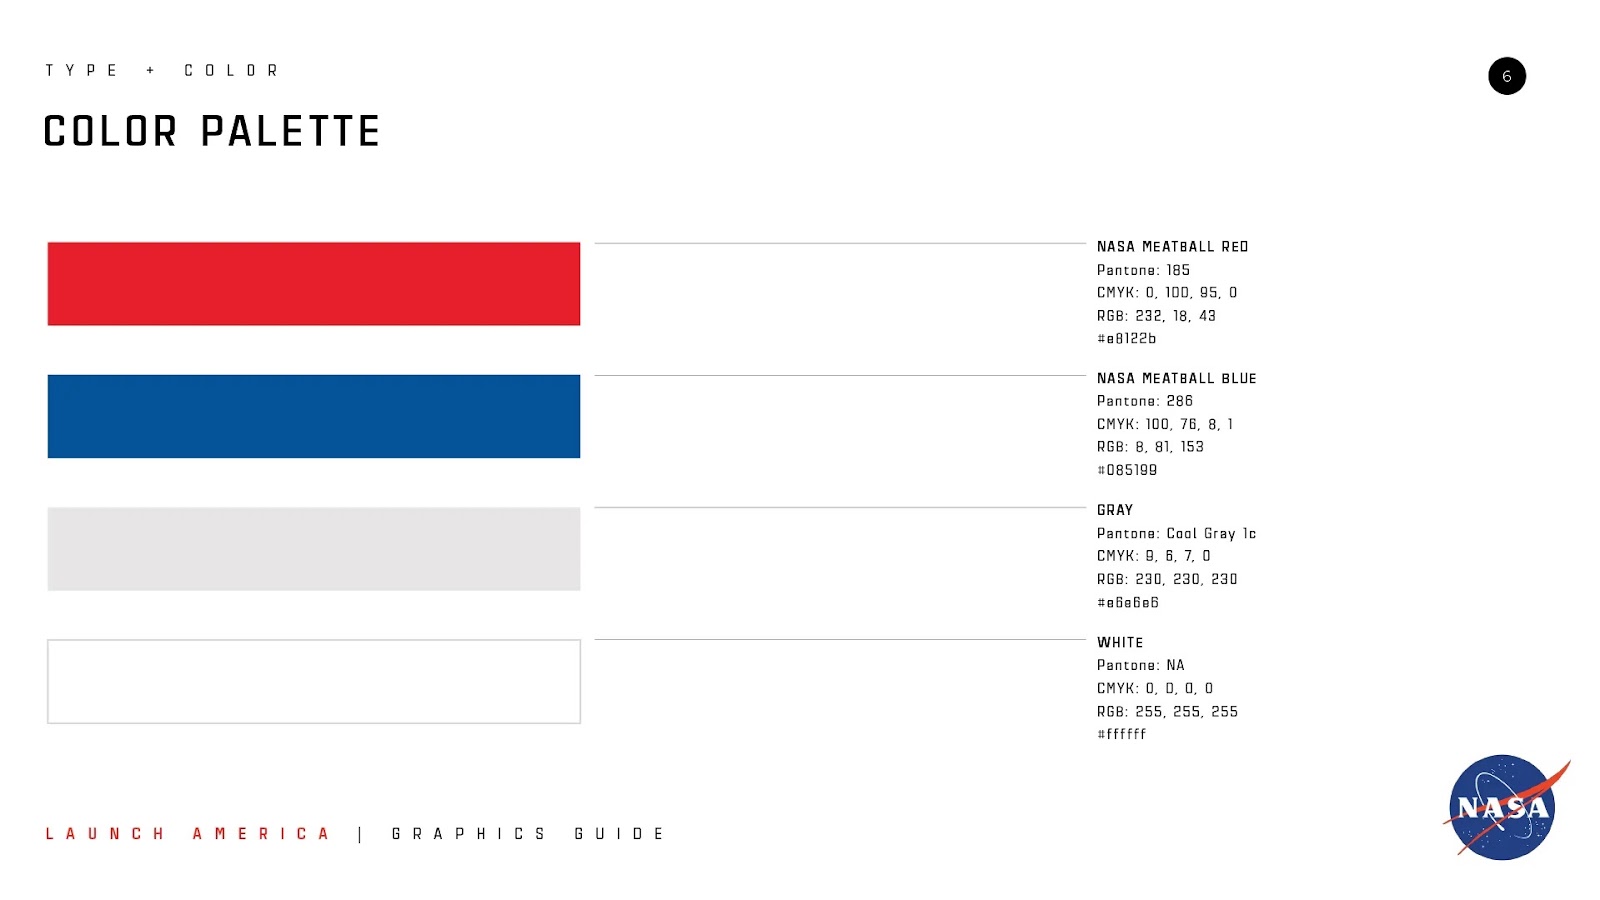 TYPE + COLOR
6
COLOR PALETTE
NASA MEATBALL RED
Pantone: 185
CMYK: 0, 100, 95, 0
RGB: 232, 18, 43
#e8122b
NASA MEATBALL BLUE
Pantone: 286
CMYK: 100, 76, 8, 1
RGB: 8, 81, 153
#085199
GRAY
Pantone: Cool Gray 1c
CMYK: 9, 6, 7, 0
RGB: 230, 230, 230
#e6e6e6
WHITE
Pantone: NA
CMYK: 0, 0, 0, 0
RGB: 255, 255, 255
#ffffff
NASA
LAUNCH AMERICA | GRAPHICS GUIDE